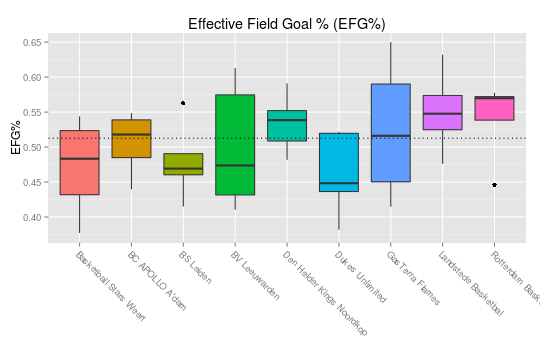 Effective Field Goal % (EFG%)
EFG%
0.65
0.60
0.55
0.50
0.45
0.40
Basketball Stars Weert
BC APOLLO A'dam
BS Leiden
BV Leeuwarden
Den Helder Kings Noordkop
Dukes Unlimited
GasTerra Flames
Landstede Basketbal
Rotterdam Bask